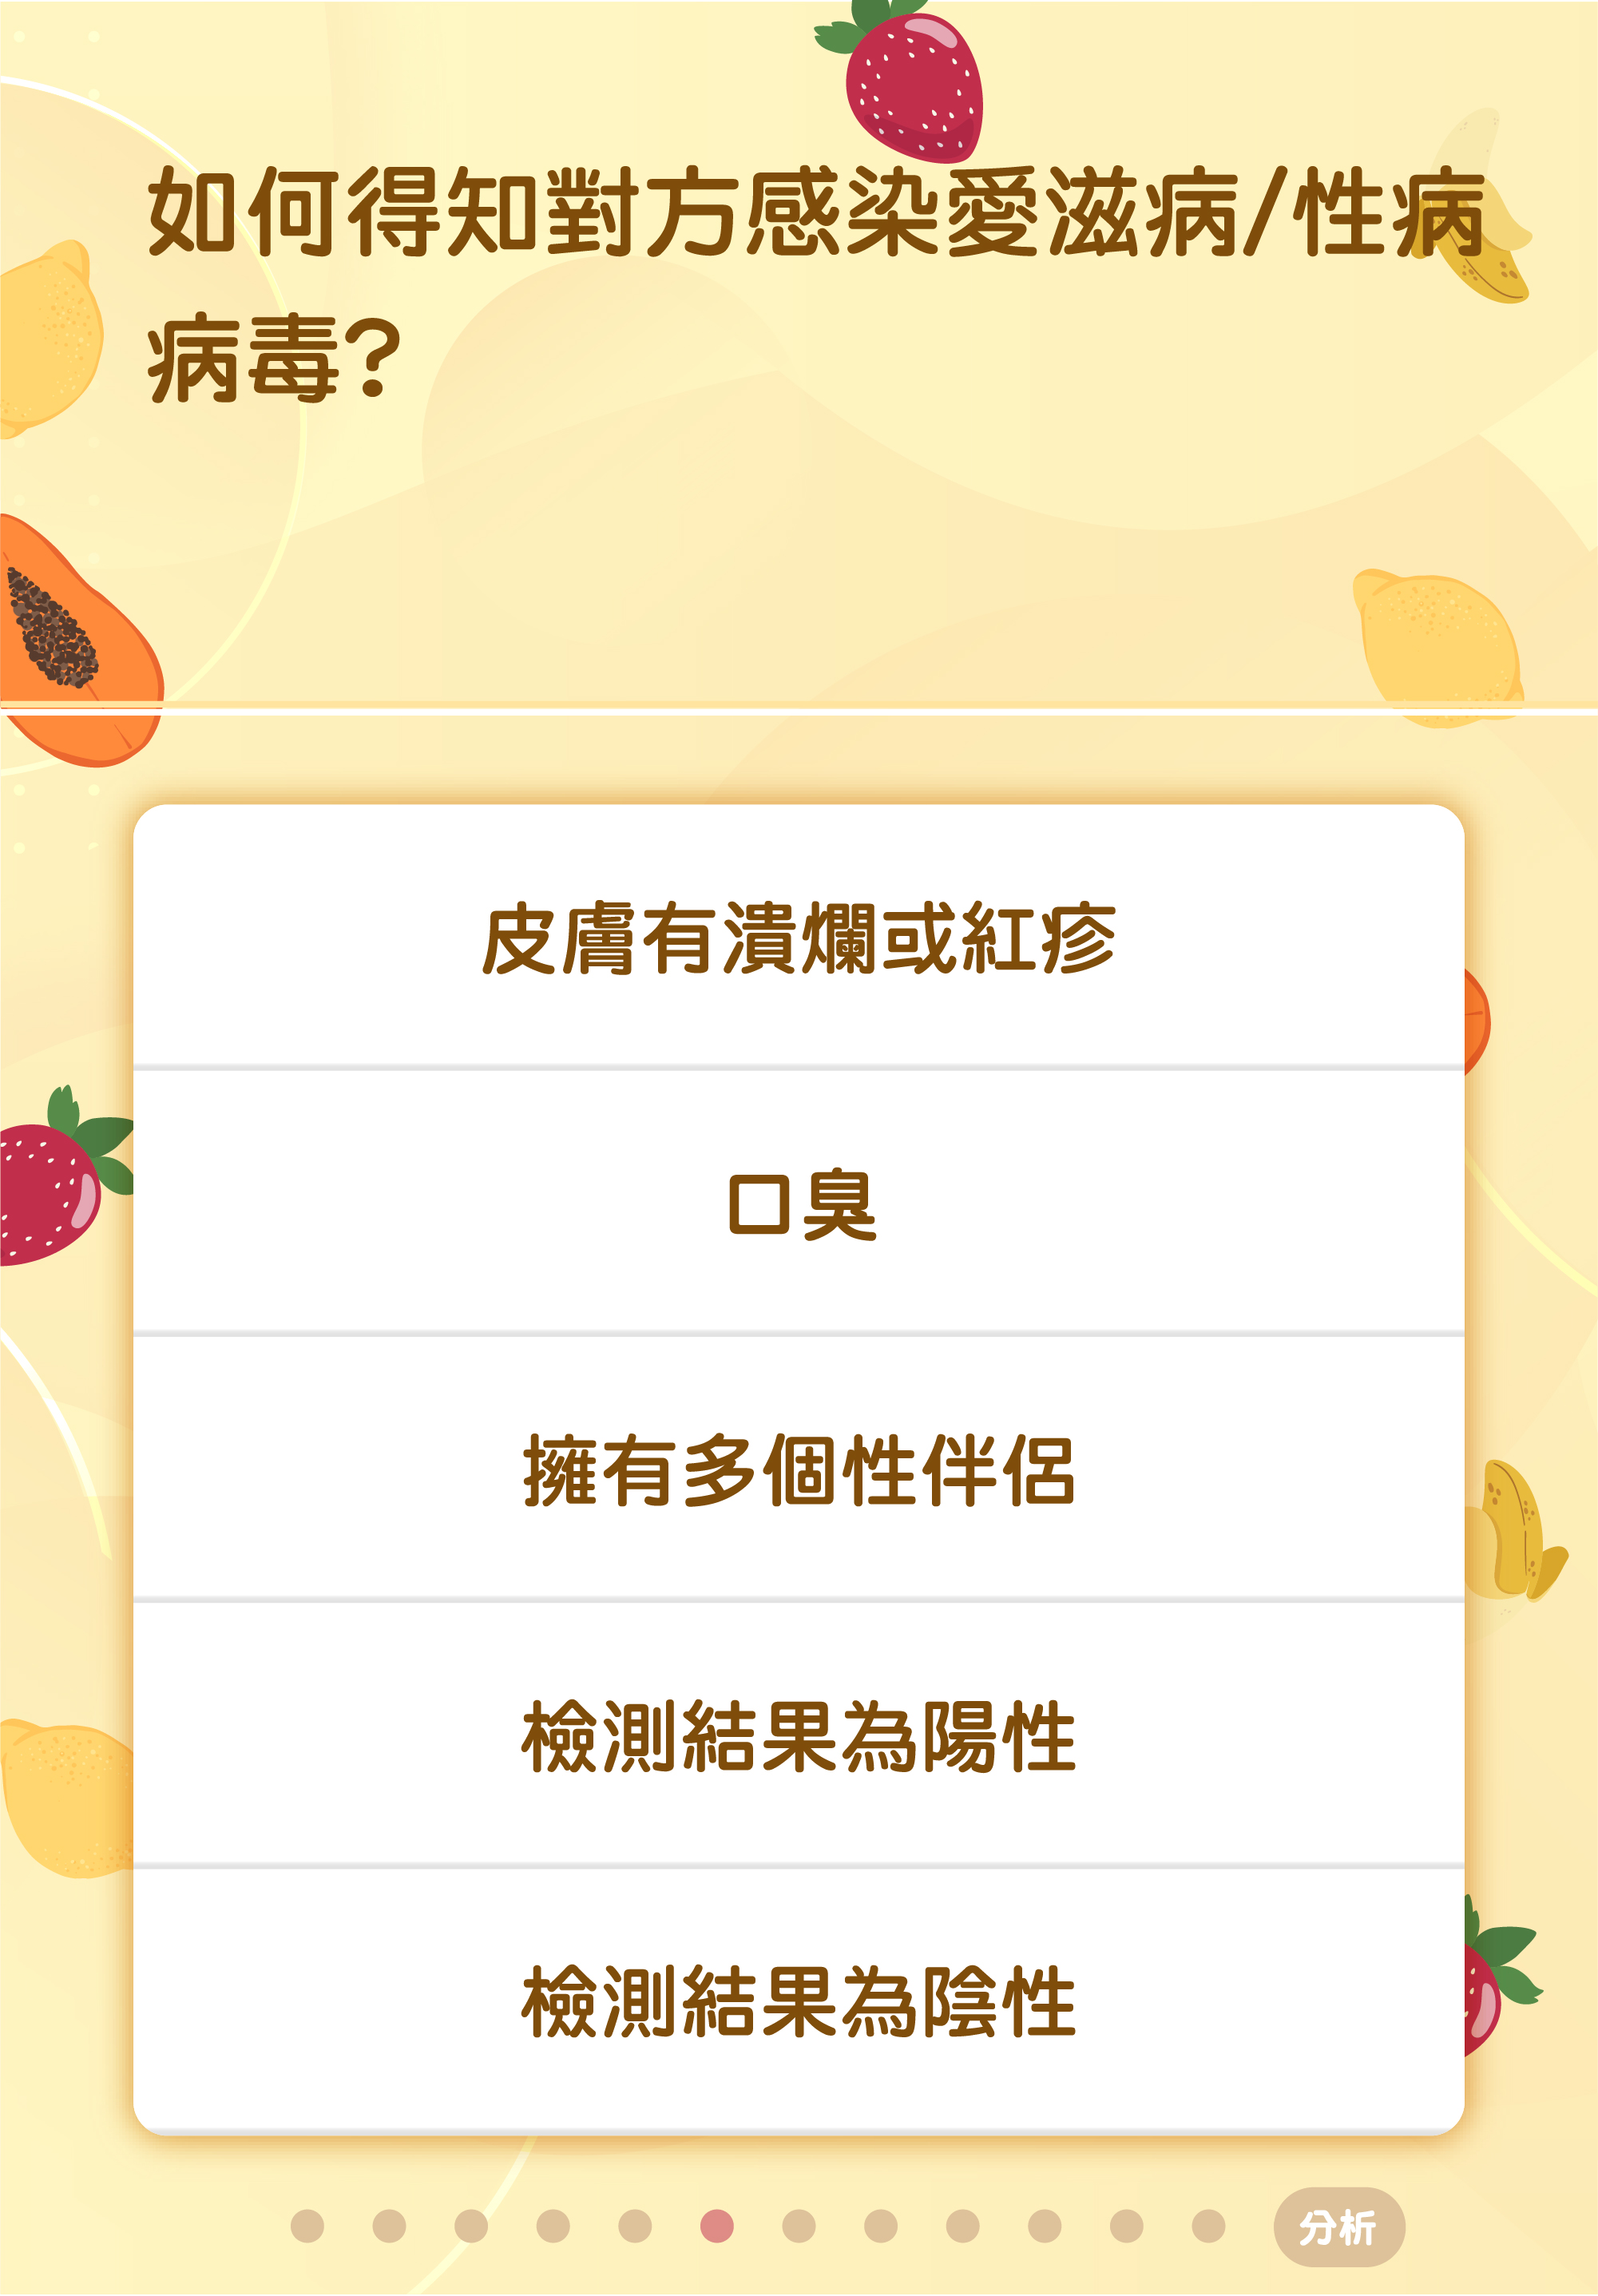 如何得知對方感染愛滋病/性病
病毒?
皮膚有潰爛或紅疹
口臭
擁有多個性伴侶
檢測結果為陽性
檢測結果為陰性
分析